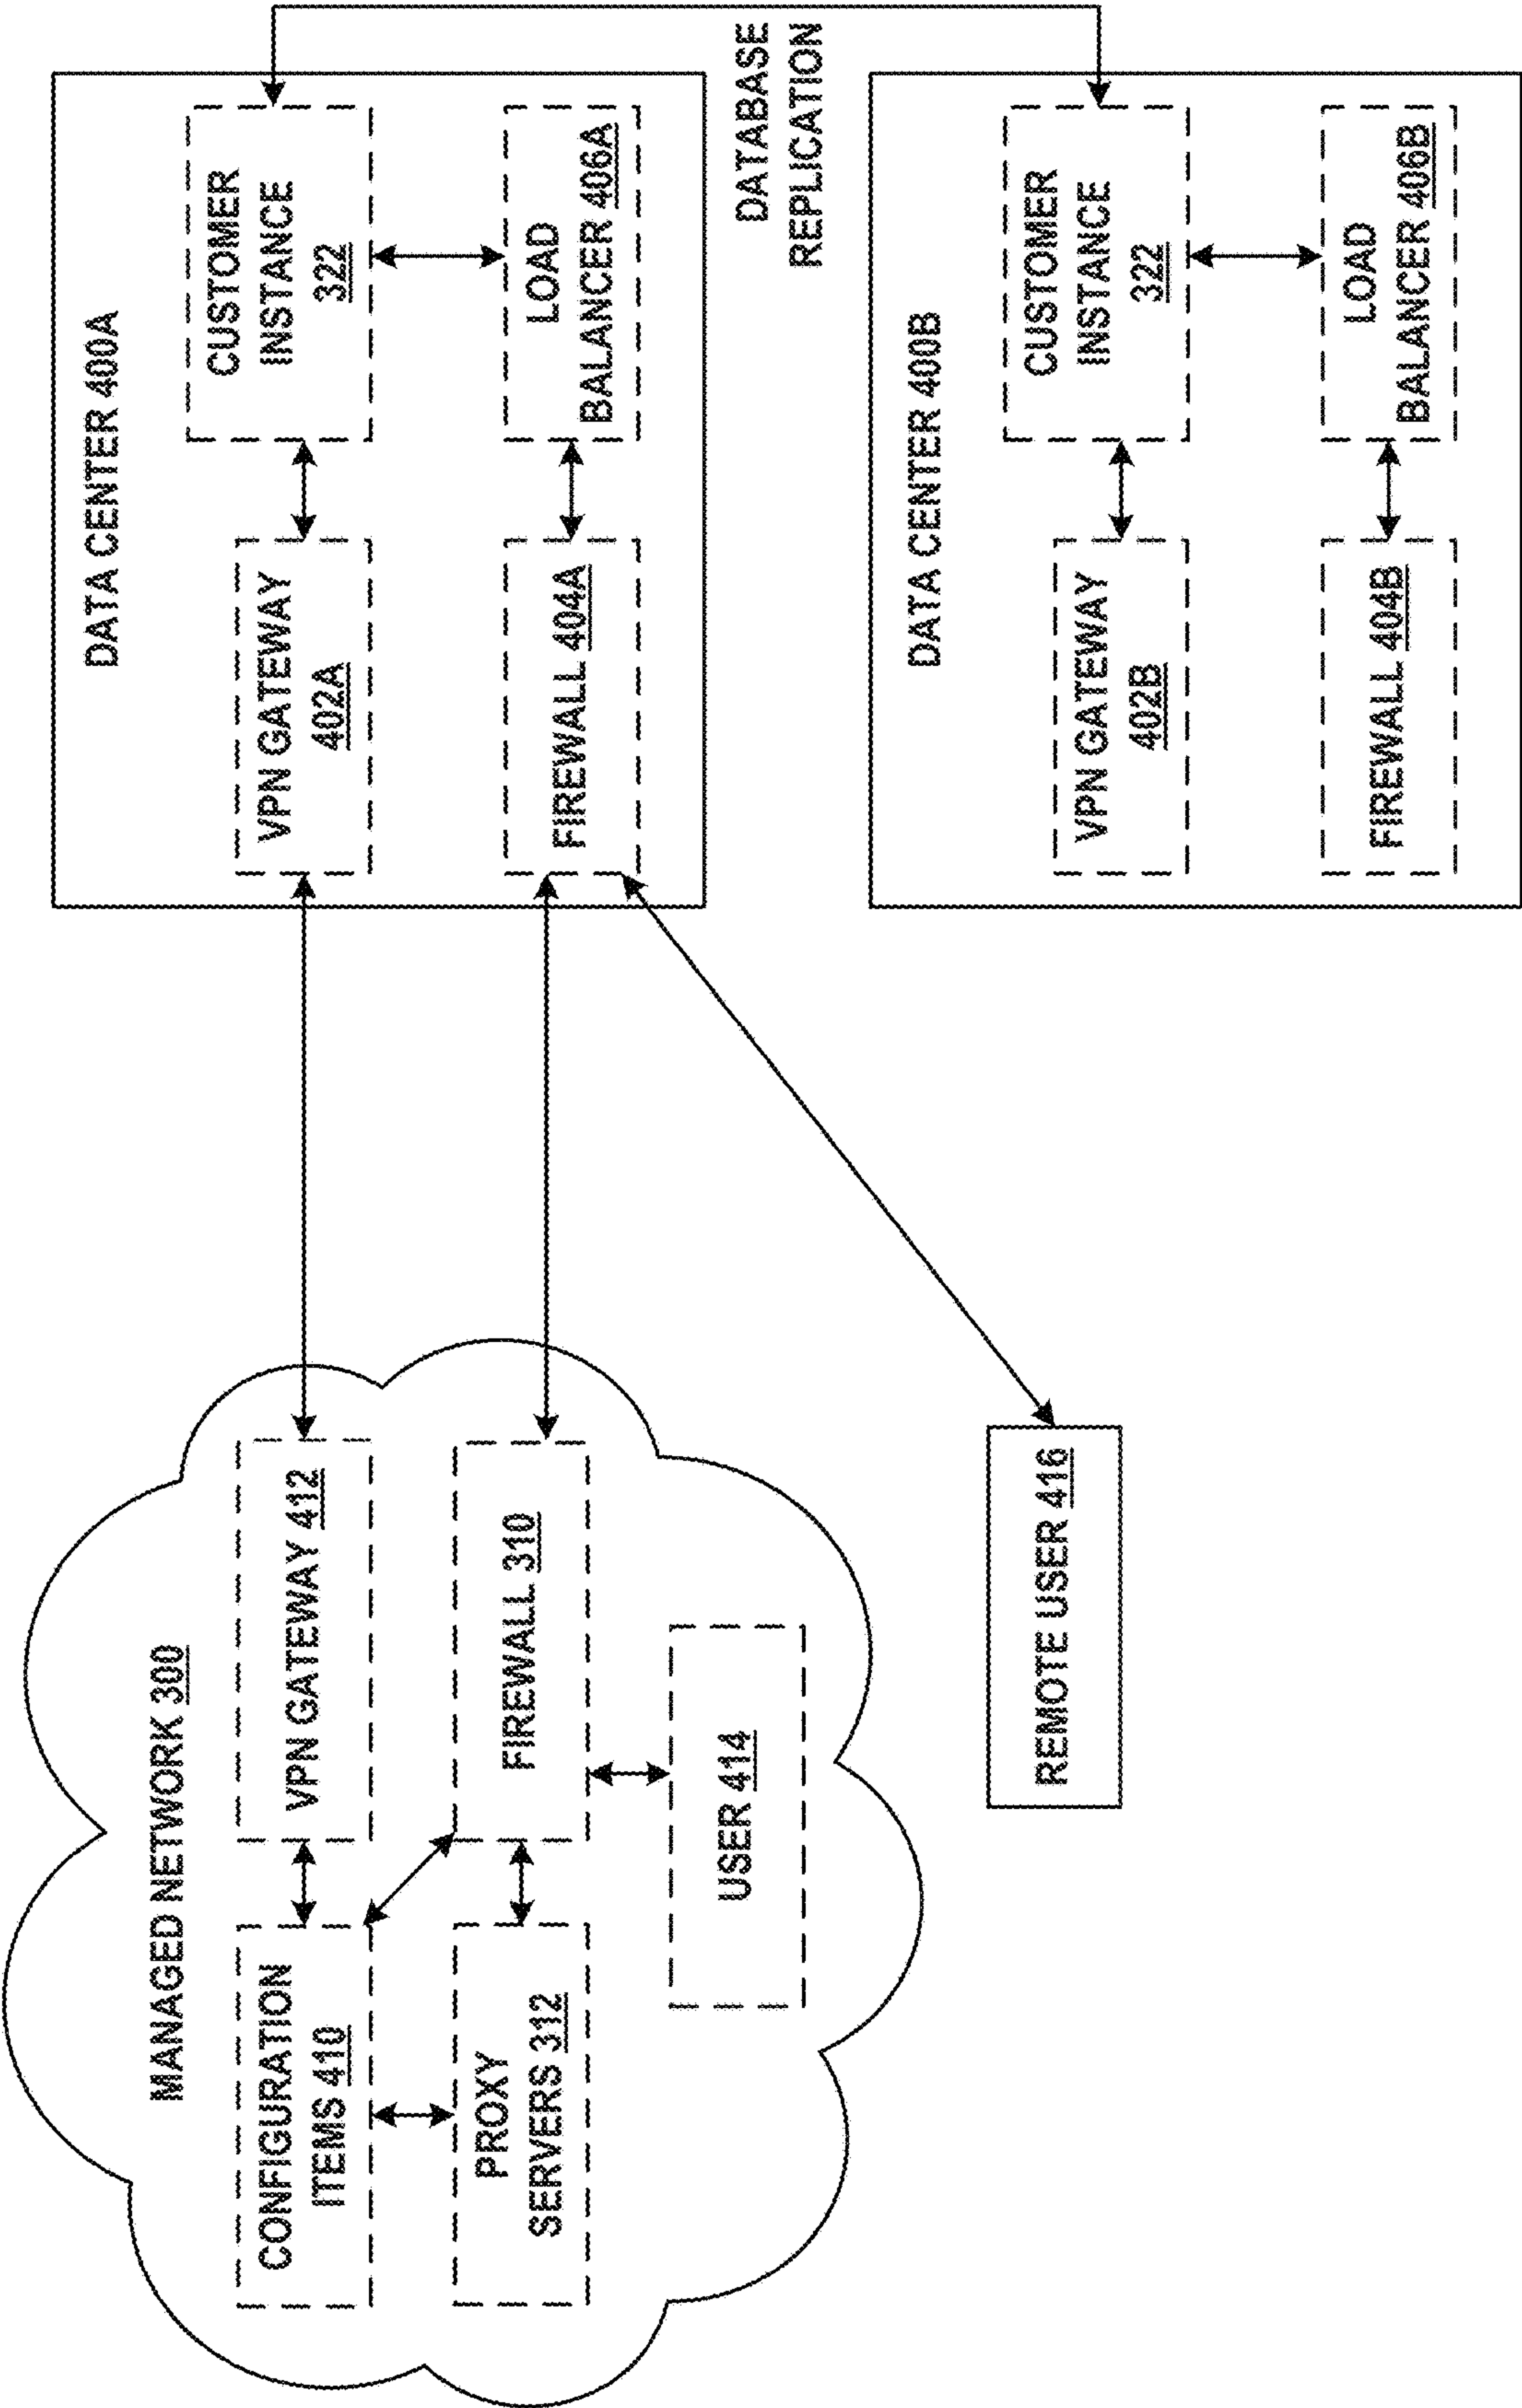 MANAGED NETWORK 300
CONFIGURATION
ITEMS 410
VPN GATEWAY 412
PROXY
SERVERS 312
FIREWALL 310
USER 414
REMOTE USER 416
DATA CENTER 400A
VPN GATEWAY
402A
CUSTOMER
INSTANCE
322
FIREWALL 404A
LOAD
BALANCER 406A
DATABASE
REPLICATION
DATA CENTER 400B
VPN GATEWAY
402B
CUSTOMER
INSTANCE
322
FIREWALL 404B
LOAD
BALANCER 406B